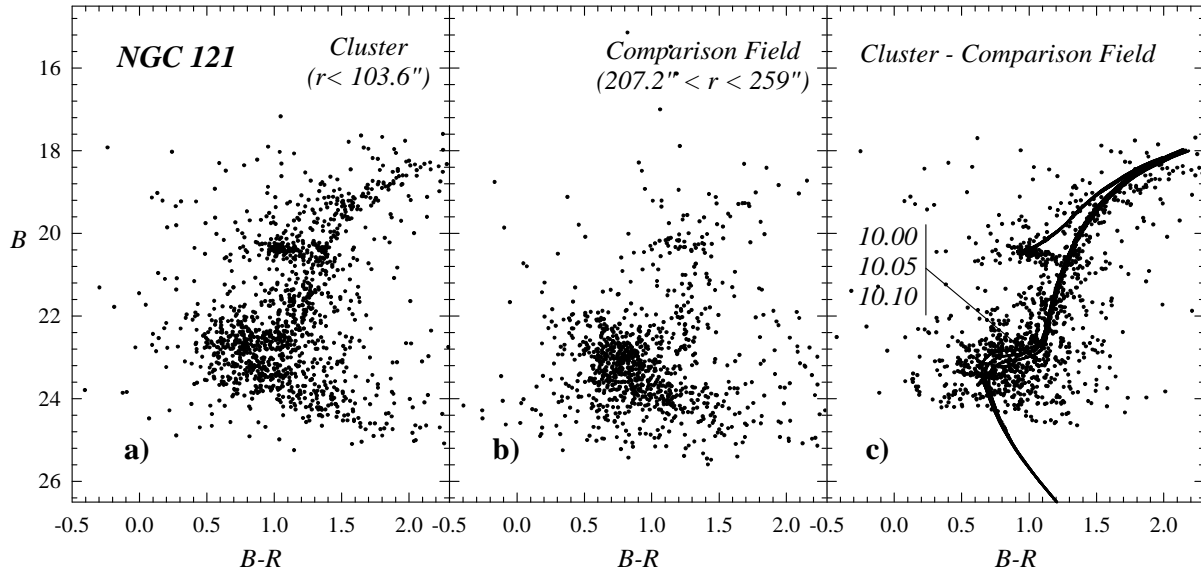 NGC 121
Cluster
(r< 103.6")
Comparison Field
(207.2" < r < 259")
Cluster - Comparison Field
16
18
20
22
24
26
B
10.00
10.05
10.10
a)
b)
c)
-0.5 0.0 0.5 1.0 1.5 2.0 -0.5 0.0 0.5 1.0 1.5 2.0 -0.5 0.0 0.5 1.0 1.5 2.0
B-R B-R B-R